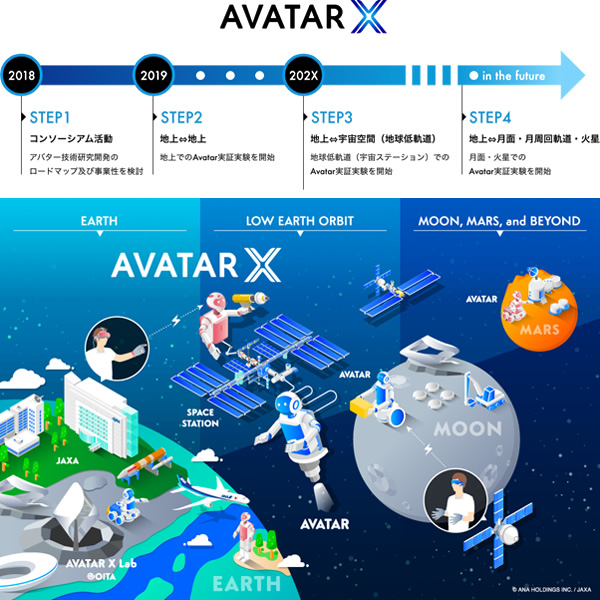 AVATAR X
2018
2019
202X
in the future
STEP1
コンソーシアム活動
アバター技術研究開発の
ロードマップ及び事業性を検討
STEP2
地上⇔地上
地上でのAvatar実証実験を開始
STEP3
地上⇔宇宙空間（地球低軌道）
地球低軌道（宇宙ステーション）での
Avatar実証実験を開始
STEP4
地上⇔月面・月周回軌道・火星
月面・火星での
Avatar実証実験を開始
EARTH
LOW EARTH ORBIT
MOON, MARS, and BEYOND
AVATAR X
AVATAR
MARS
AVATAR
SPACE
STATION
MOON
JAXA
ANA
AVATAR
AVATAR X Lab
@OITA
EARTH
© ANA HOLDINGS INC. / JAXA